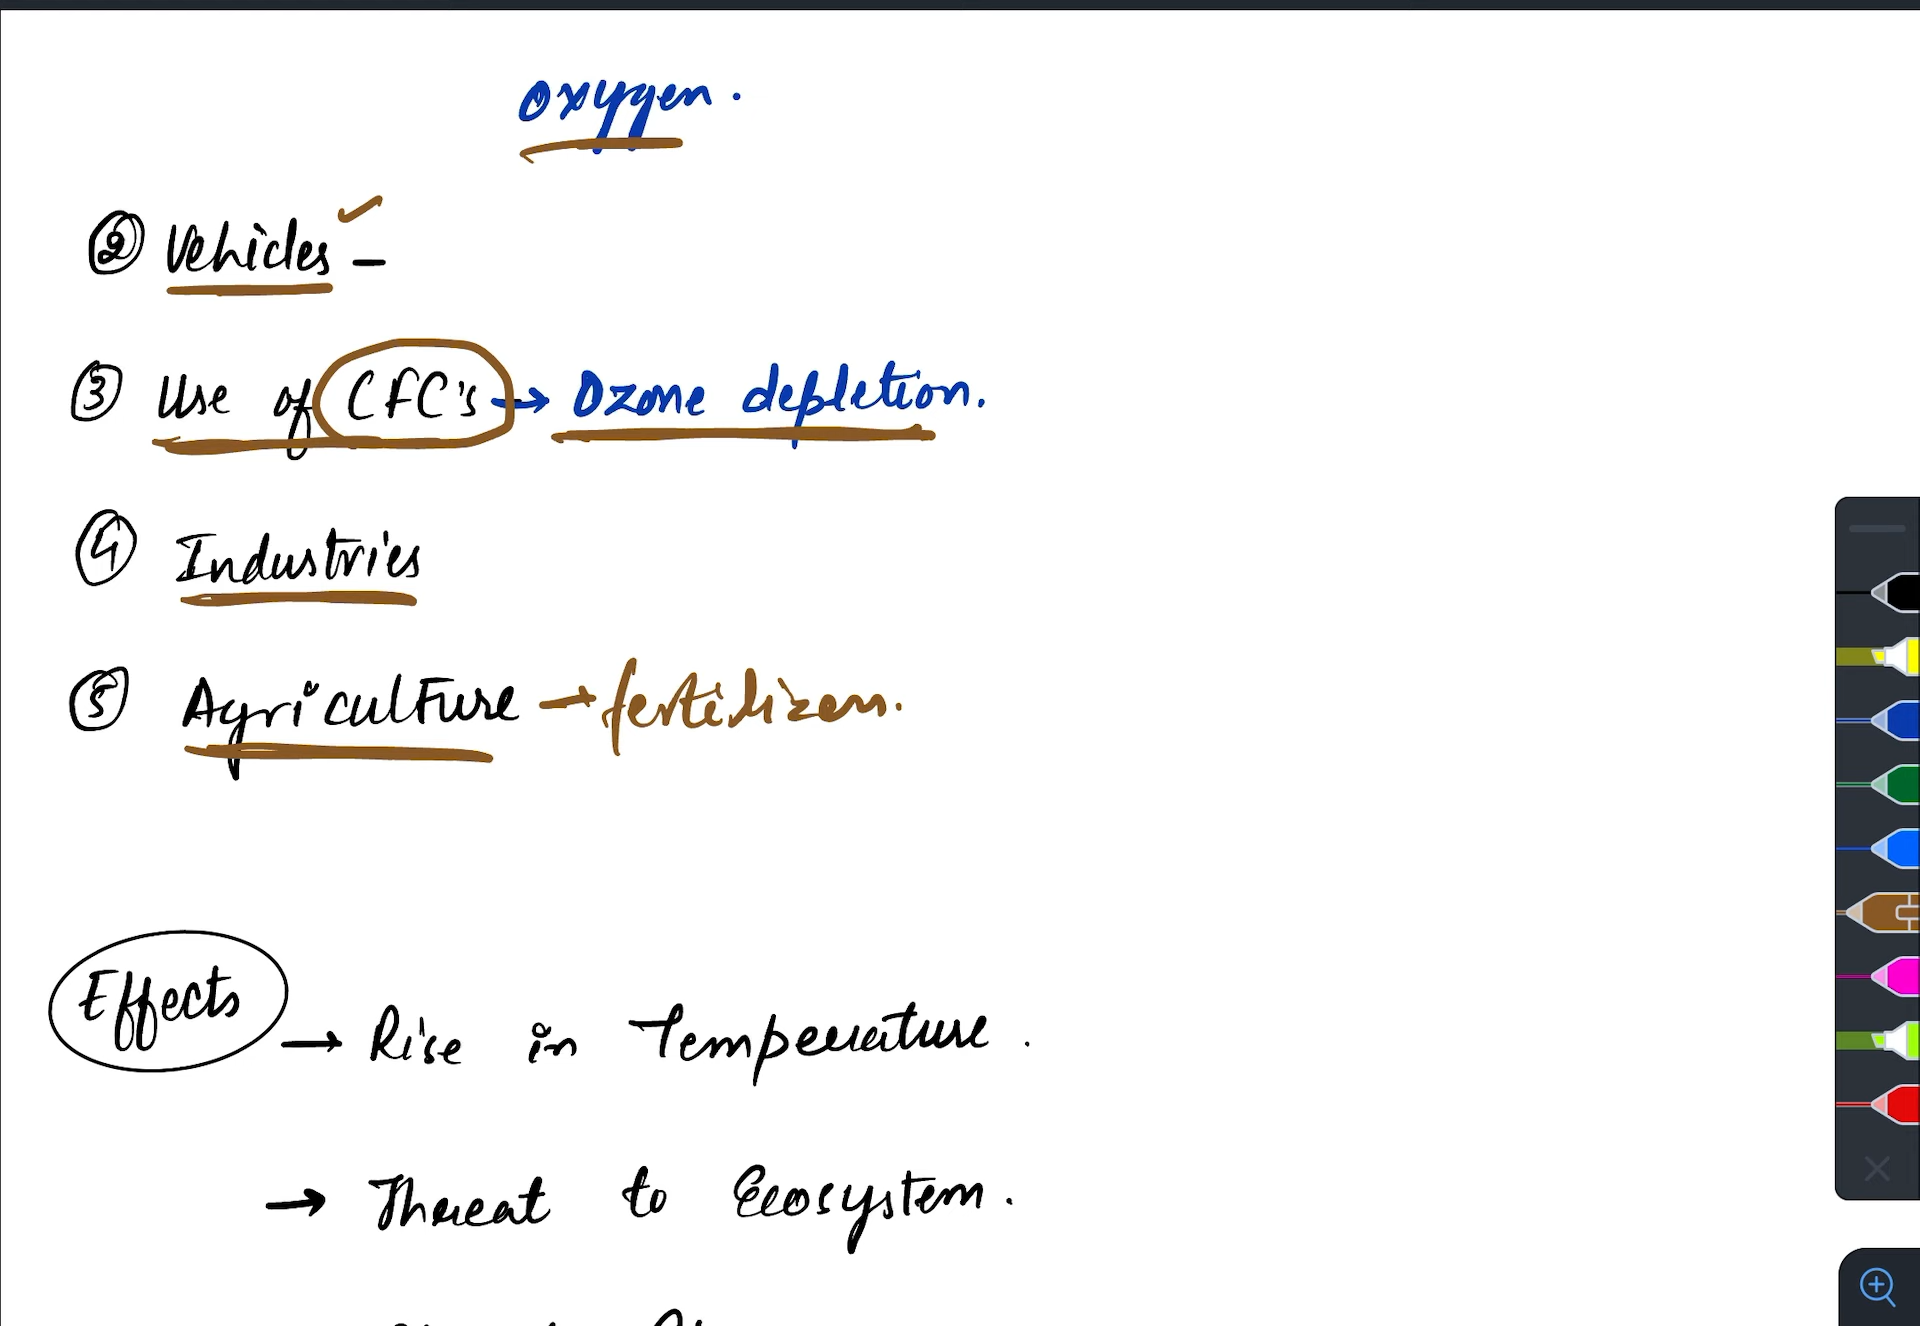 oxygen.
② Vehicles –
③ Use of CFC's → Ozone depletion.
④ Industries
⑤ Agriculture → fertilizers.
Effects → Rise in Temperature.
→ Threat to Ecosystem.